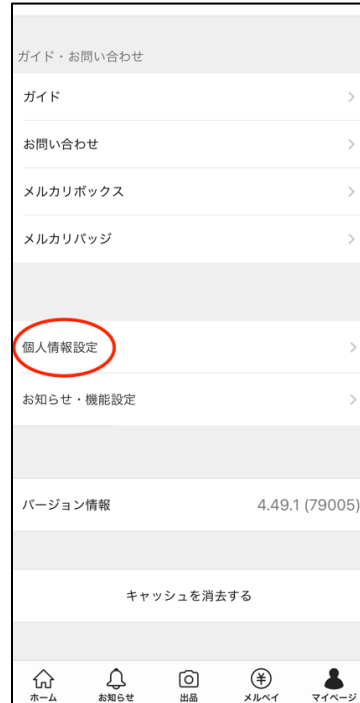 ガイド・お問い合わせ
ガイド
お問い合わせ
メルカリボックス
メルカリバッジ
個人情報設定
お知らせ・機能設定
バージョン情報 4.49.1 (79005)
キャッシュを消去する
ホーム お知らせ 出品 メルペイ マイページ